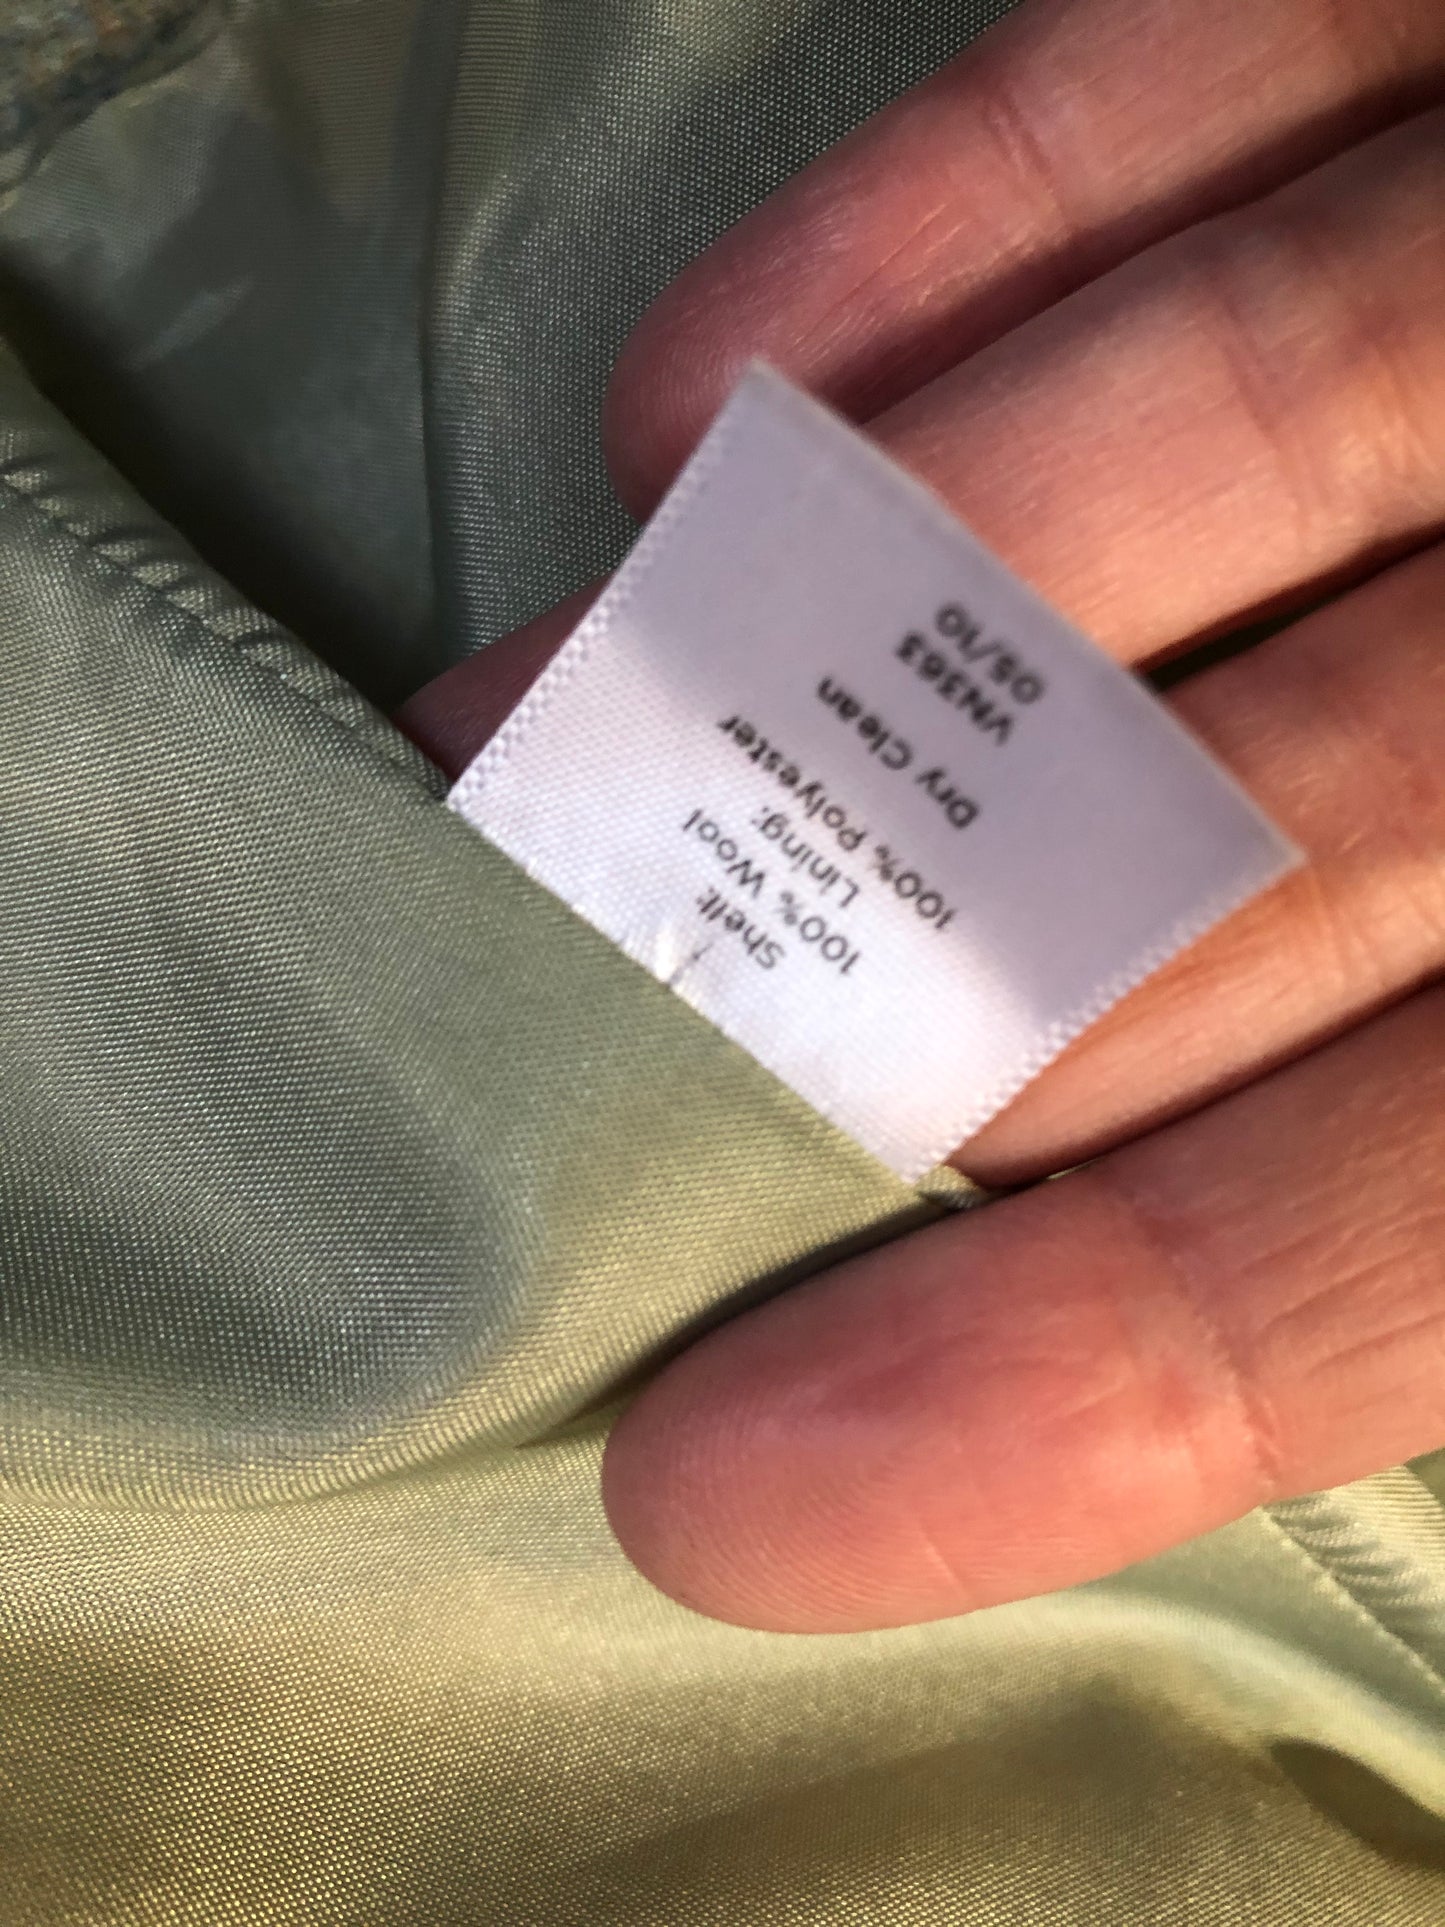 Shell:
100% Wool
Lining:
100% Polyester
Dry Clean
VN363
05/10